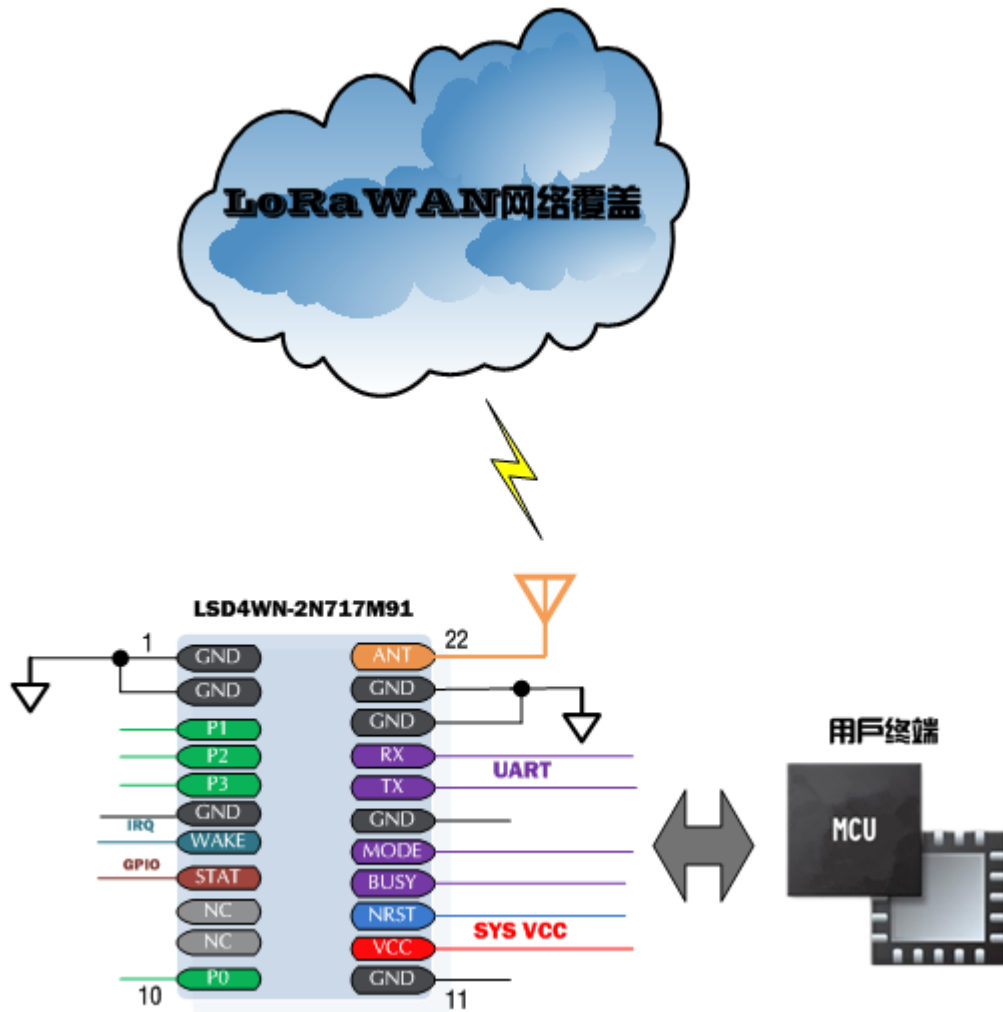 LoRaWAN网络覆盖
LSD4WN-2N717M91
1
22
GND
ANT
GND
GND
P1
GND
P2
RX
UART
P3
TX
用戶终端
GND
GND
IRQ
WAKE
MODE
MCU
GPIO
STAT
BUSY
NC
NRST
SYS VCC
NC
VCC
P0
GND
10
11